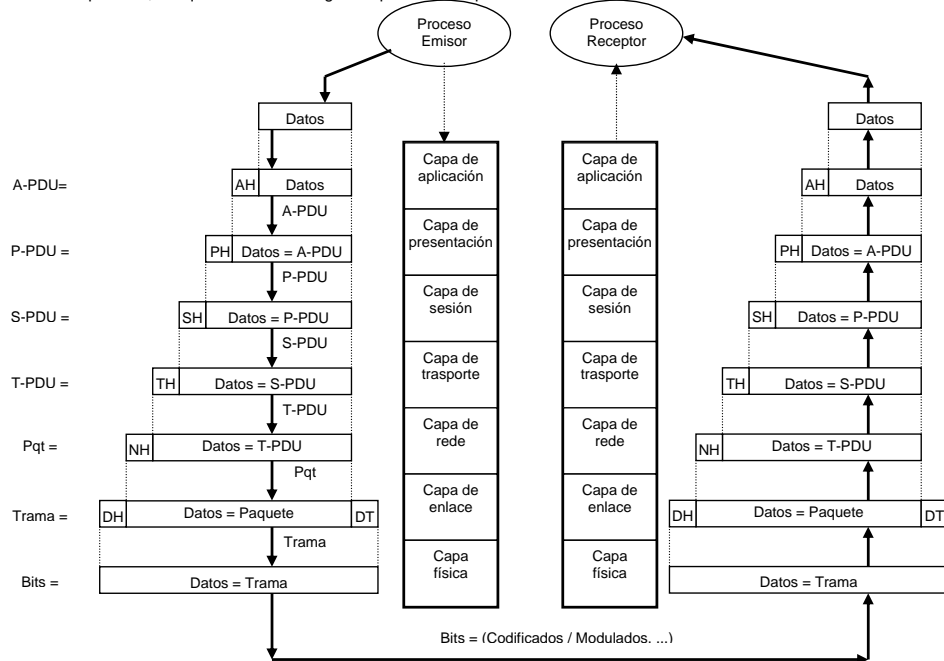 Proceso
Emisor
Proceso
Receptor
Datos
Datos
Capa de
aplicación
Capa de
aplicación
A-PDU=
AH
Datos
AH
Datos
A-PDU
Capa de
presentación
Capa de
presentación
P-PDU =
PH
Datos = A-PDU
PH
Datos = A-PDU
P-PDU
Capa de
sesión
Capa de
sesión
S-PDU =
SH
Datos = P-PDU
SH
Datos = P-PDU
S-PDU
Capa de
trasporte
Capa de
trasporte
T-PDU =
TH
Datos = S-PDU
TH
Datos = S-PDU
T-PDU
Capa de
rede
Capa de
rede
Pqt =
NH
Datos = T-PDU
NH
Datos = T-PDU
Pqt
Capa de
enlace
Capa de
enlace
Trama =
DH
Datos = Paquete
DT
DH
Datos = Paquete
DT
Trama
Capa
física
Capa
física
Bits =
Datos = Trama
Datos = Trama
Bits = (Codificados / Modulados. ...)